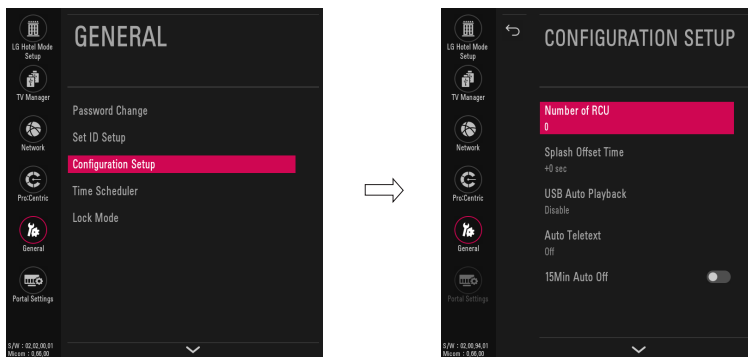 LG Hotel Mode
Setup
TV Manager
Network
Pro:Centric
General
Portal Settings
S/W : 02,02,00,01
Micom : 0,66,00
GENERAL
Password Change
Set ID Setup
Configuration Setup
Time Scheduler
Lock Mode
LG Hotel Mode
Setup
TV Manager
Network
Pro:Centric
General
Portal Settings
S/W : 02,00,94,01
Micom : 0,66,00
CONFIGURATION SETUP
Number of RCU
0
Splash Offset Time
+0 sec
USB Auto Playback
Disable
Auto Teletext
Off
15Min Auto Off